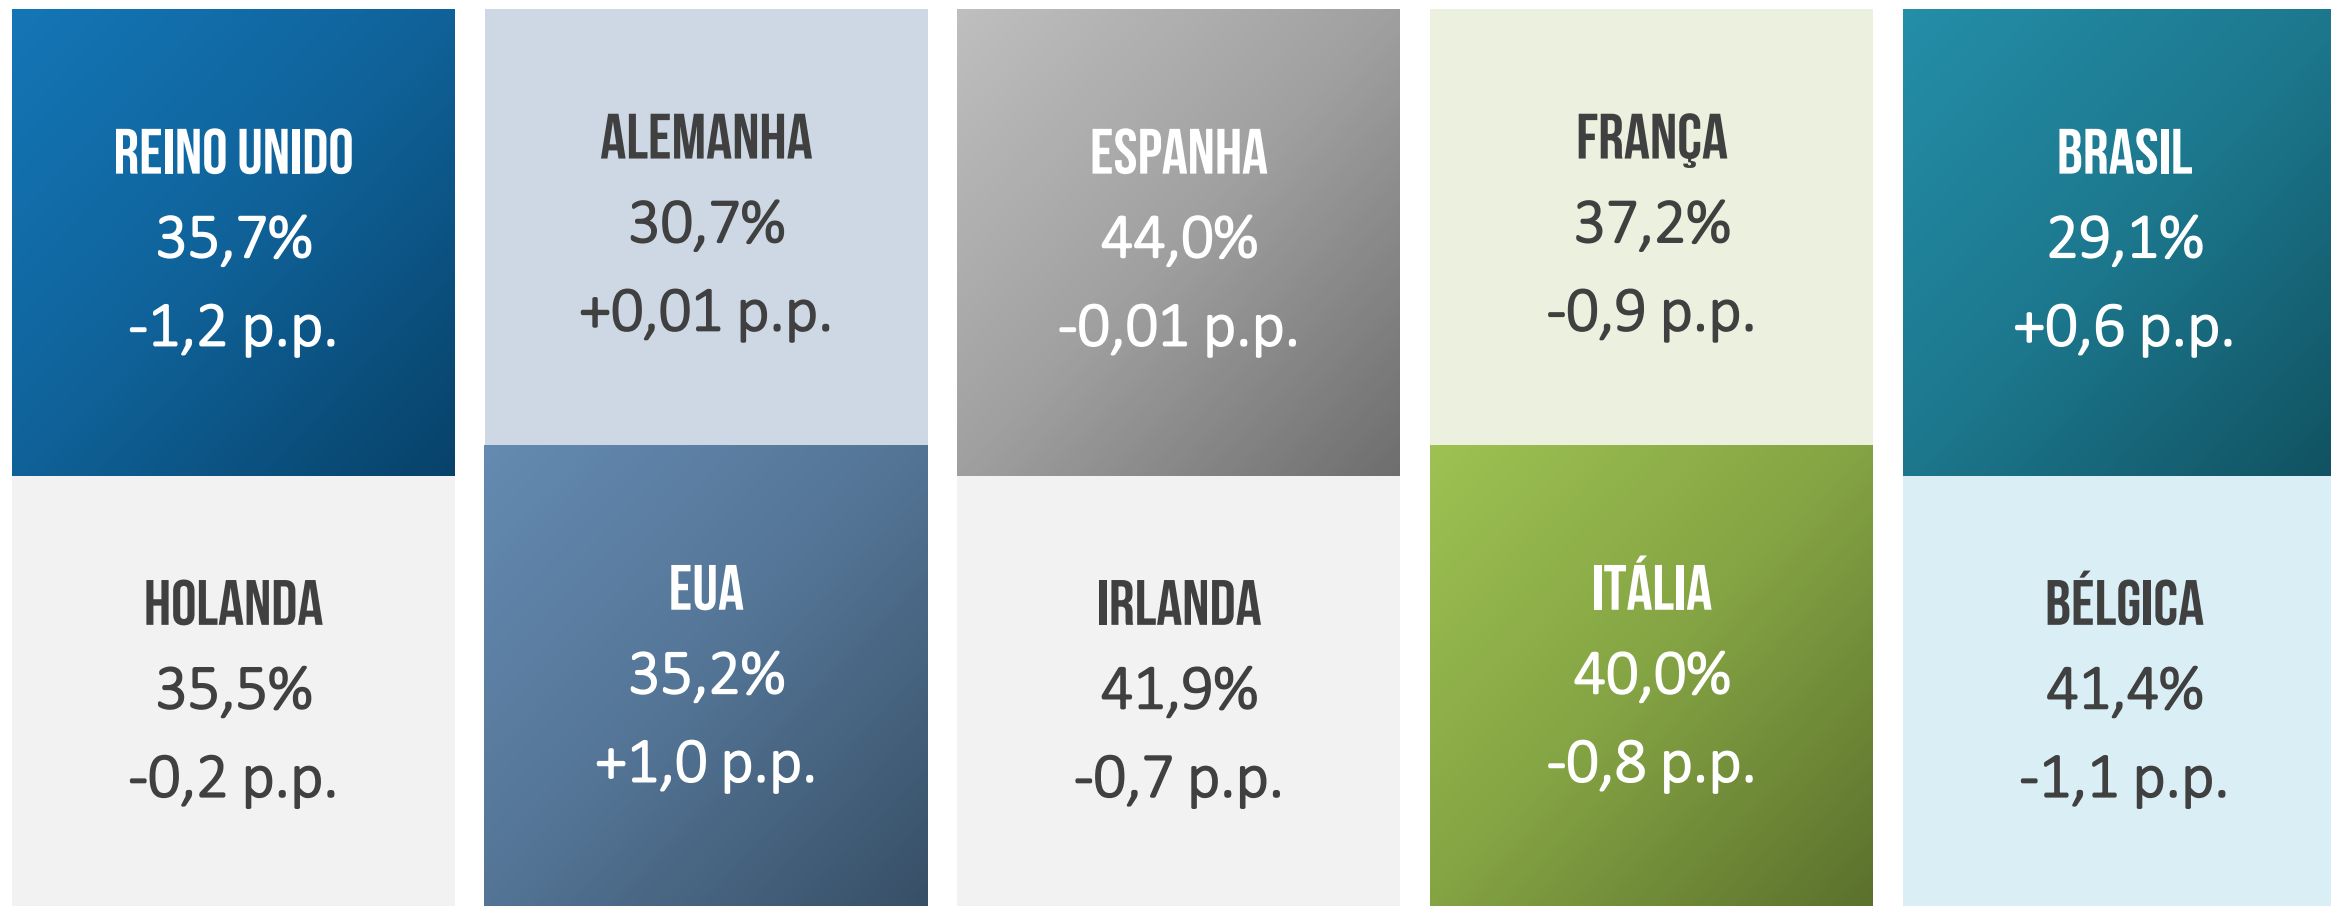 REINO UNIDO
35,7%
-1,2 p.p.
ALEMANHA
30,7%
+0,01 p.p.
ESPANHA
44,0%
-0,01 p.p.
FRANÇA
37,2%
-0,9 p.p.
BRASIL
29,1%
+0,6 p.p.
HOLANDA
35,5%
-0,2 p.p.
EUA
35,2%
+1,0 p.p.
IRLANDA
41,9%
-0,7 p.p.
ITÁLIA
40,0%
-0,8 p.p.
BÉLGICA
41,4%
-1,1 p.p.